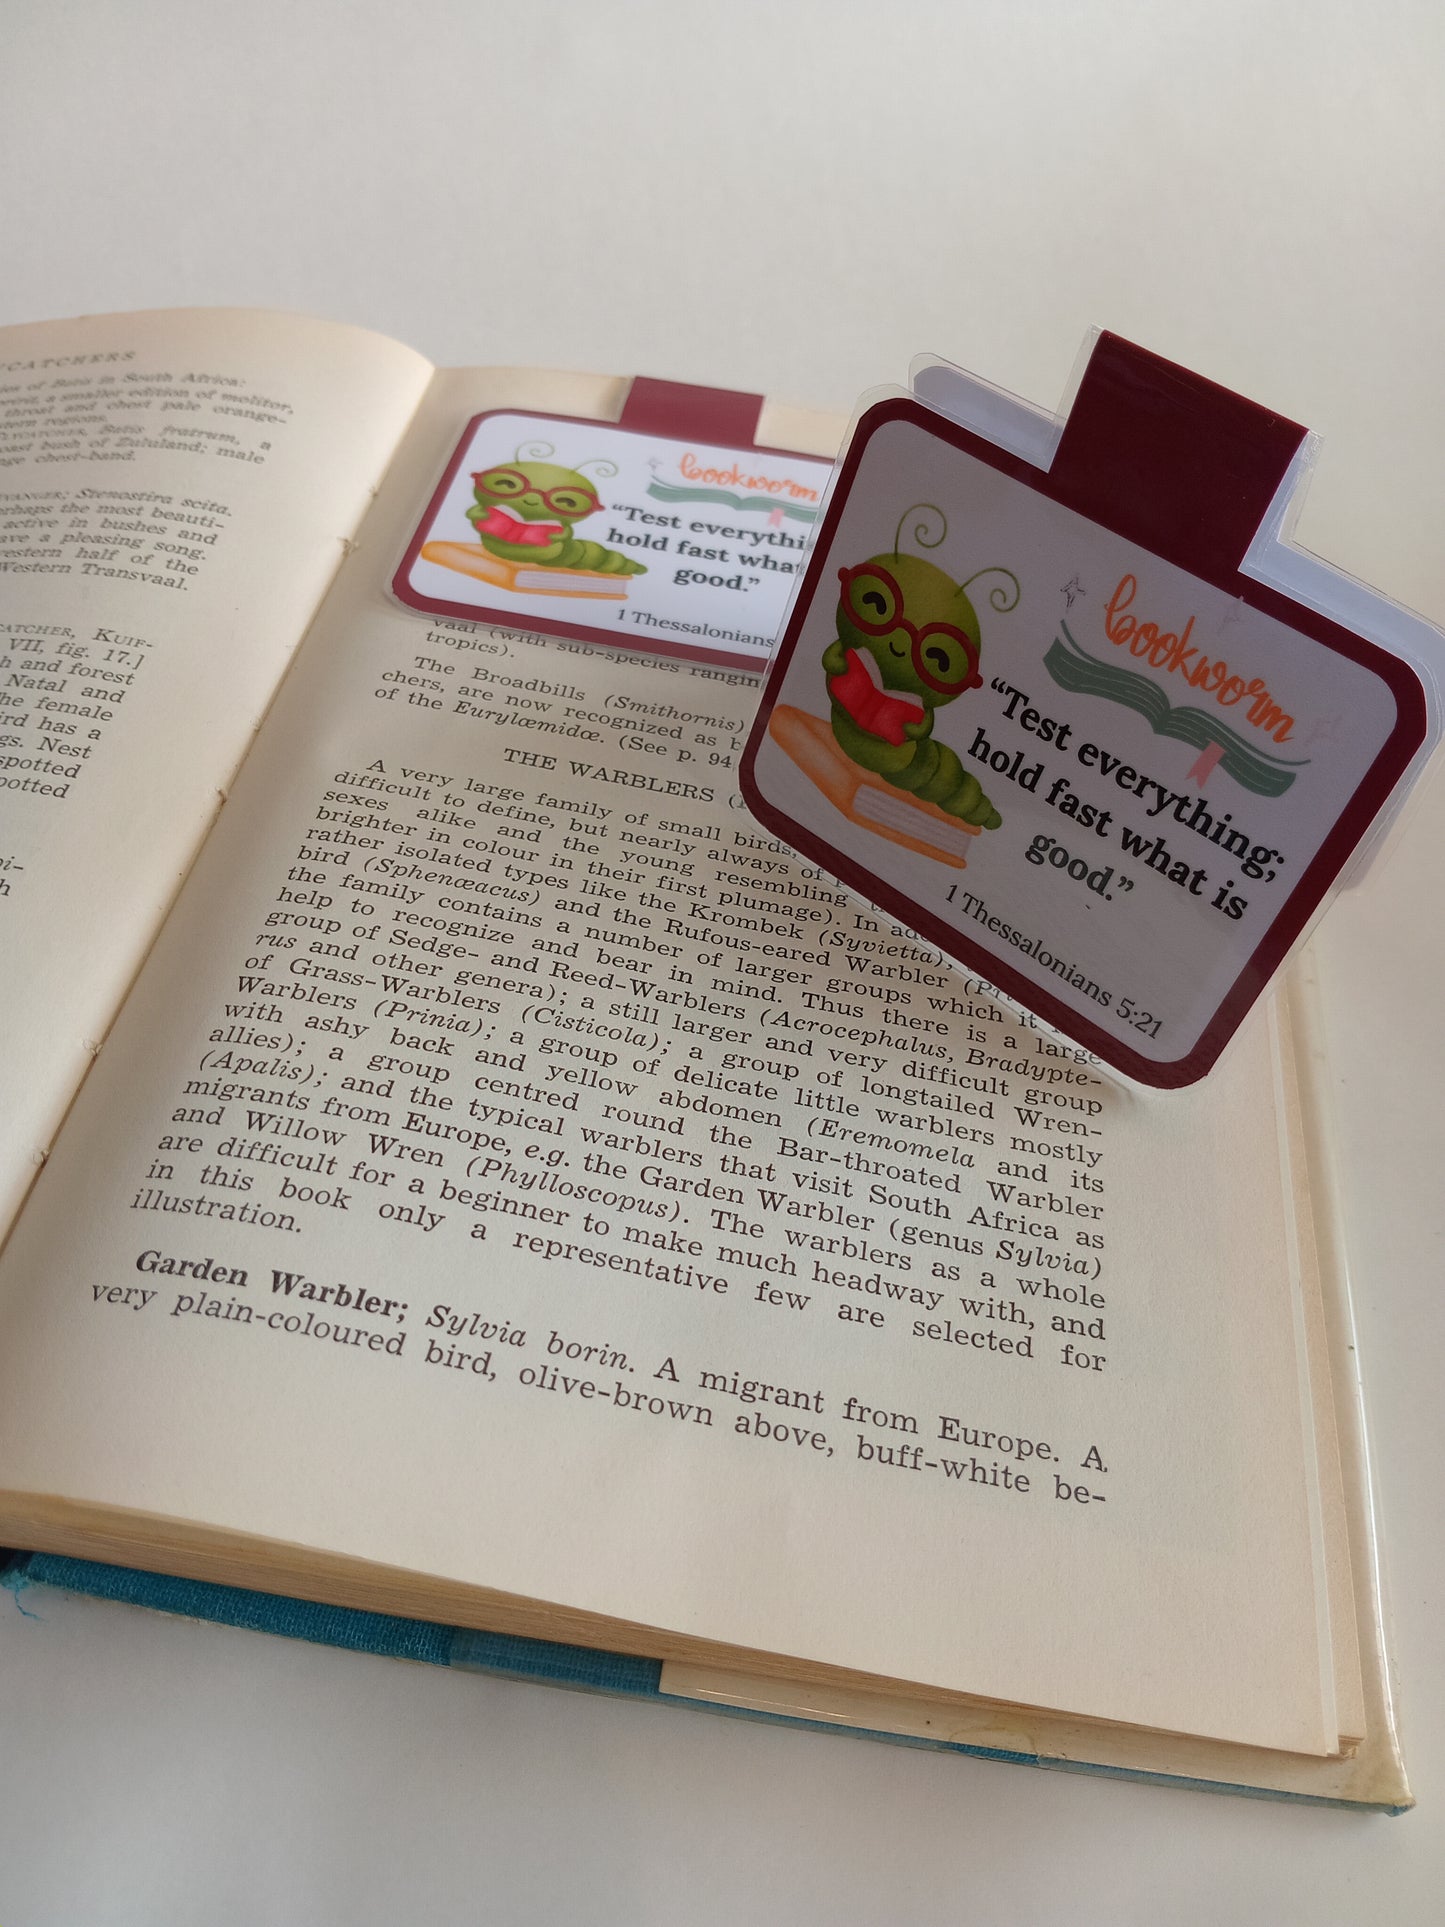 CATCHERS
of Batis in South Africa:
a smaller edition of molitor,
throat and chest pale orange-
regions.
Batis fratrum, a
bush of Zululand; male
chest-band.
Stenostira scita.
the most beauti-
active in bushes and
a pleasing song.
half of the
Western Transvaal.
KUIF-
VII, fig. 17.]
and forest
Natal and
female
has a
Nest
spotted
bookworm
“Test everythi
hold fast what
good.”
1 Thessalonians
bookworm
“Test everything;
hold fast what is
good.”
1 Thessalonians 5:21
vaal (with sub-species rangin
tropics).
The Broadbills (Smithornis)
chers, are now recognized as b
of the Eurylæmidæ. (See p. 94
THE WARBLERS (
A very large family of small birds,
difficult to define, but nearly always of
sexes alike and the young resembling
brighter in colour in their first plumage). In ad
rather isolated types like the Krombek (Syvietta),
bird (Sphenœacus) and the Rufous-eared Warbler (Pr
the family contains a number of larger groups which it
help to recognize and bear in mind. Thus there is a large
group of Sedge- and Reed-Warblers (Acrocephalus, Bradypte-
rus and other genera); a still larger and very difficult group
of Grass-Warblers (Cisticola); a group of longtailed Wren-
Warblers (Prinia); a group of delicate little warblers mostly
with ashy back and yellow abdomen (Eremomela and its
allies); a group centred round the Bar-throated Warbler
(Apalis); and the typical warblers that visit South Africa as
migrants from Europe, e.g. the Garden Warbler (genus Sylvia)
and Willow Wren (Phylloscopus). The warblers as a whole
are difficult for a beginner to make much headway with, and
in this book only a representative few are selected for
illustration.
Garden Warbler; Sylvia borin. A migrant from Europe. A
very plain-coloured bird, olive-brown above, buff-white be-